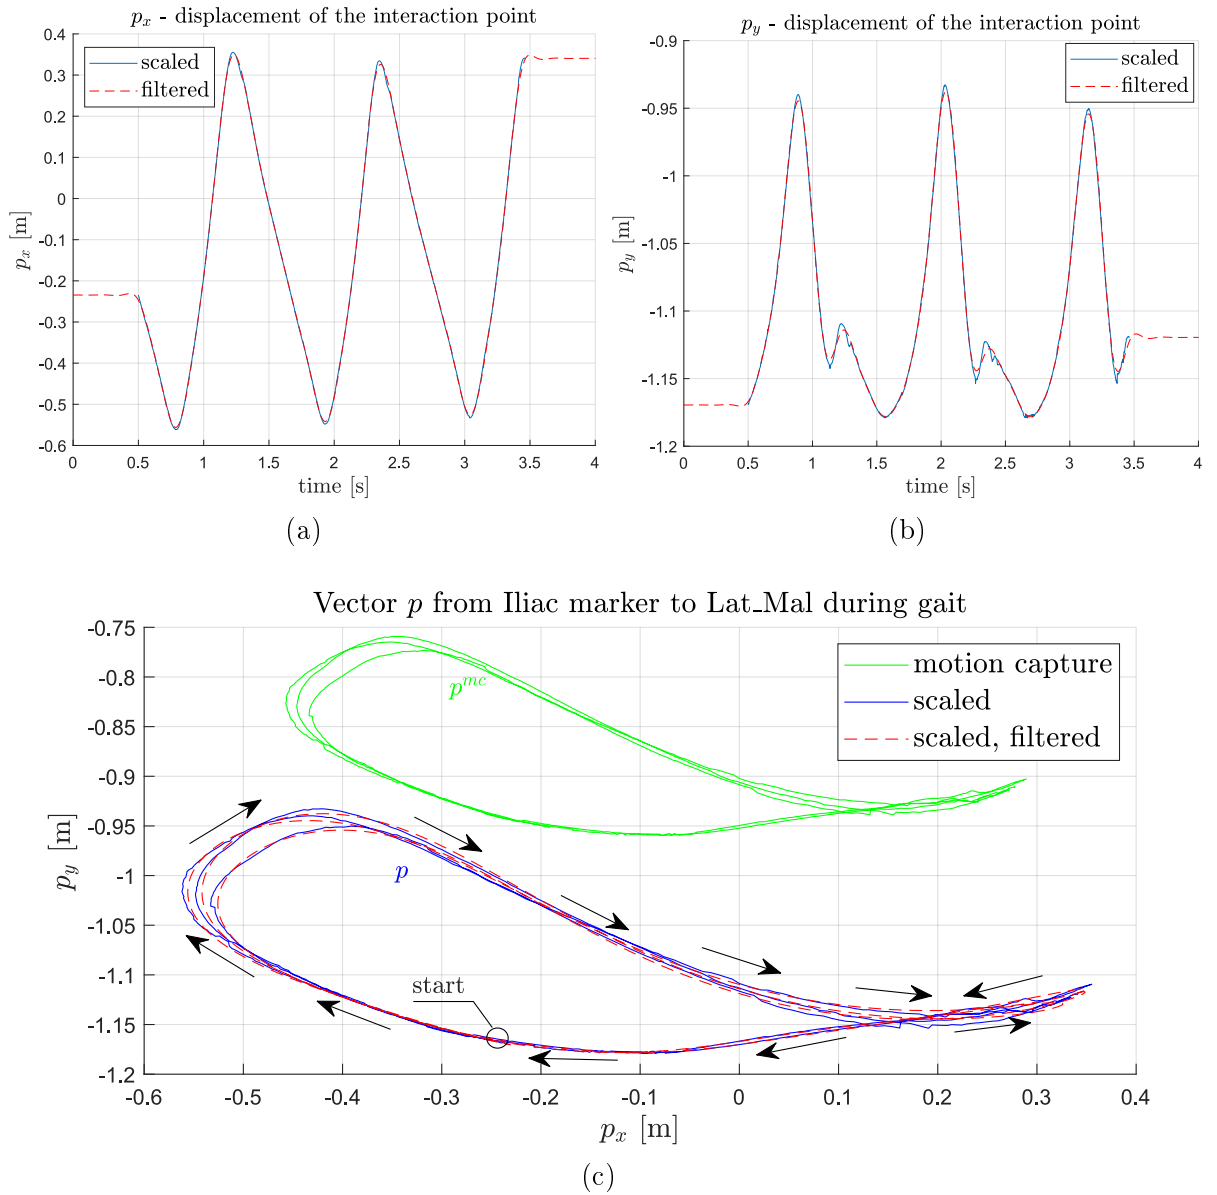 p_x - displacement of the interaction point
scaled
filtered
0.4
0.3
0.2
0.1
0
-0.1
-0.2
-0.3
-0.4
-0.5
-0.6
p_x [m]
0 0.5 1 1.5 2 2.5 3 3.5 4
time [s]
(a)
p_y - displacement of the interaction point
scaled
filtered
-0.9
-0.95
-1
-1.05
-1.1
-1.15
-1.2
p_y [m]
0 0.5 1 1.5 2 2.5 3 3.5 4
time [s]
(b)
Vector p from Iliac marker to Lat_Mal during gait
motion capture
scaled
scaled, filtered
p^{mc}
p
start
-0.75
-0.8
-0.85
-0.9
-0.95
-1
-1.05
-1.1
-1.15
-1.2
p_y [m]
-0.6 -0.5 -0.4 -0.3 -0.2 -0.1 0 0.1 0.2 0.3 0.4
p_x [m]
(c)